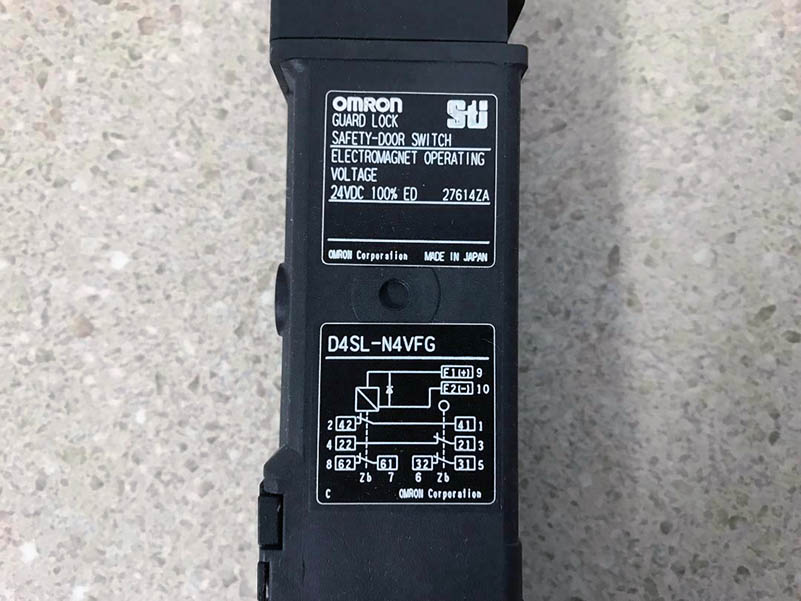 OMRON
Sti
GUARD LOCK
SAFETY-DOOR SWITCH
ELECTROMAGNET OPERATING
VOLTAGE
24VDC 100% ED 27614ZA
OMRON Corporation MADE IN JAPAN
D4SL-N4VFG
E1(+) 9
E2(-) 10
2 42 41 1
4 22 21 3
8 62 61 32 31 5
Zb 7 6 Zb
C OMRON Corporation